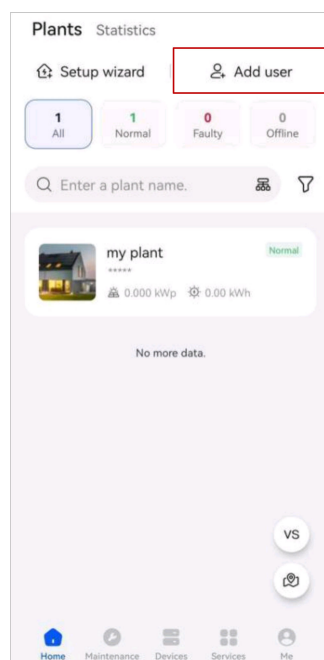 Plants Statistics
Setup wizard Add user
1 1 0 0
All Normal Faulty Offline
Enter a plant name.
my plant Normal
*****
0.000 kWp 0.00 kWh
No more data.
VS
Home Maintenance Devices Services Me